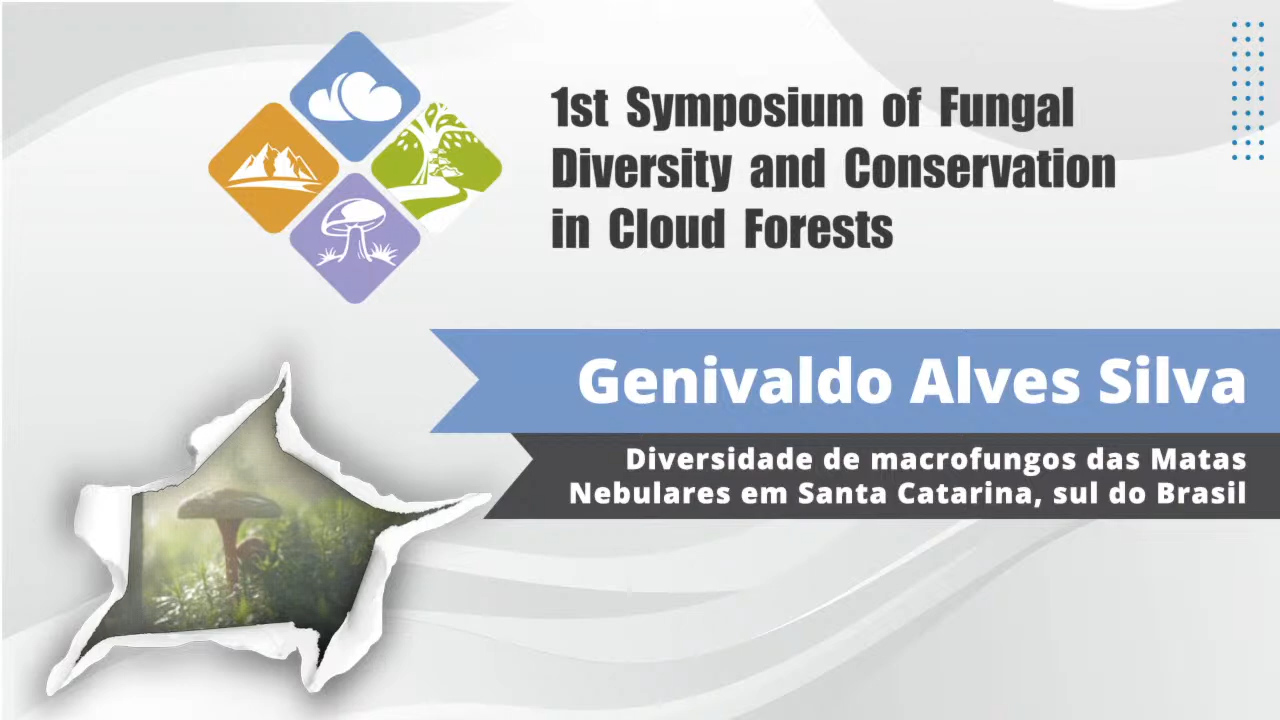 1st Symposium of Fungal
Diversity and Conservation
in Cloud Forests
Genivaldo Alves Silva
Diversidade de macrofungos das Matas
Nebulares em Santa Catarina, sul do Brasil